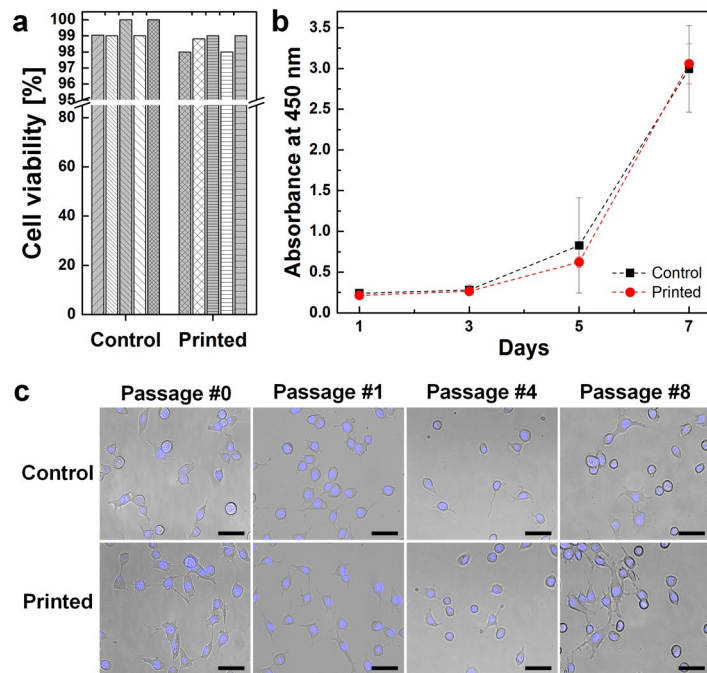 a
Cell viability [%]
100
99
98
97
96
95
80
60
40
20
0
Control Printed
b
Absorbance at 450 nm
3.5
3.0
2.5
2.0
1.5
1.0
0.5
0.0
1 3 5 7
Days
Control
Printed
c
Passage #0 Passage #1 Passage #4 Passage #8
Control
Printed